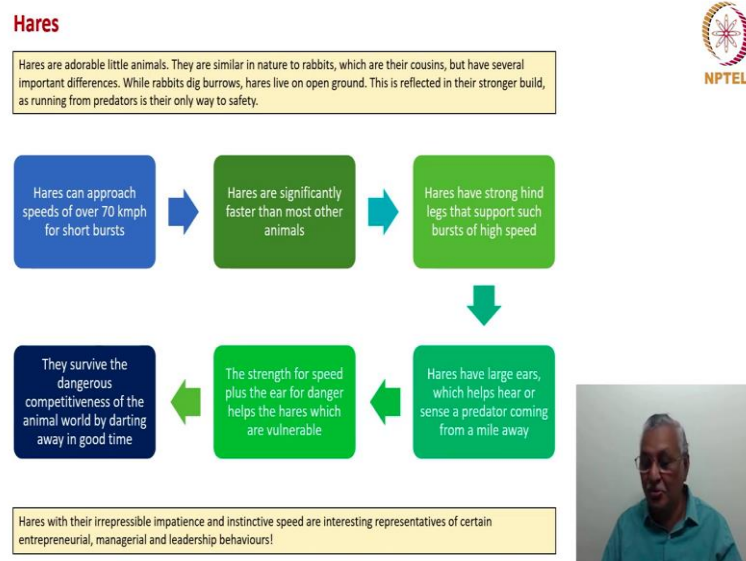 Hares
NPTEL
Hares are adorable little animals. They are similar in nature to rabbits, which are their cousins, but have several
important differences. While rabbits dig burrows, hares live on open ground. This is reflected in their stronger build,
as running from predators is their only way to safety.
Hares can approach
speeds of over 70 kmph
for short bursts
Hares are significantly
faster than most other
animals
Hares have strong hind
legs that support such
bursts of high speed
Hares have large ears,
which helps hear or
sense a predator coming
from a mile away
The strength for speed
plus the ear for danger
helps the hares which
are vulnerable
They survive the
dangerous
competitiveness of the
animal world by darting
away in good time
Hares with their irrepressible impatience and instinctive speed are interesting representatives of certain
entrepreneurial, managerial and leadership behaviours!